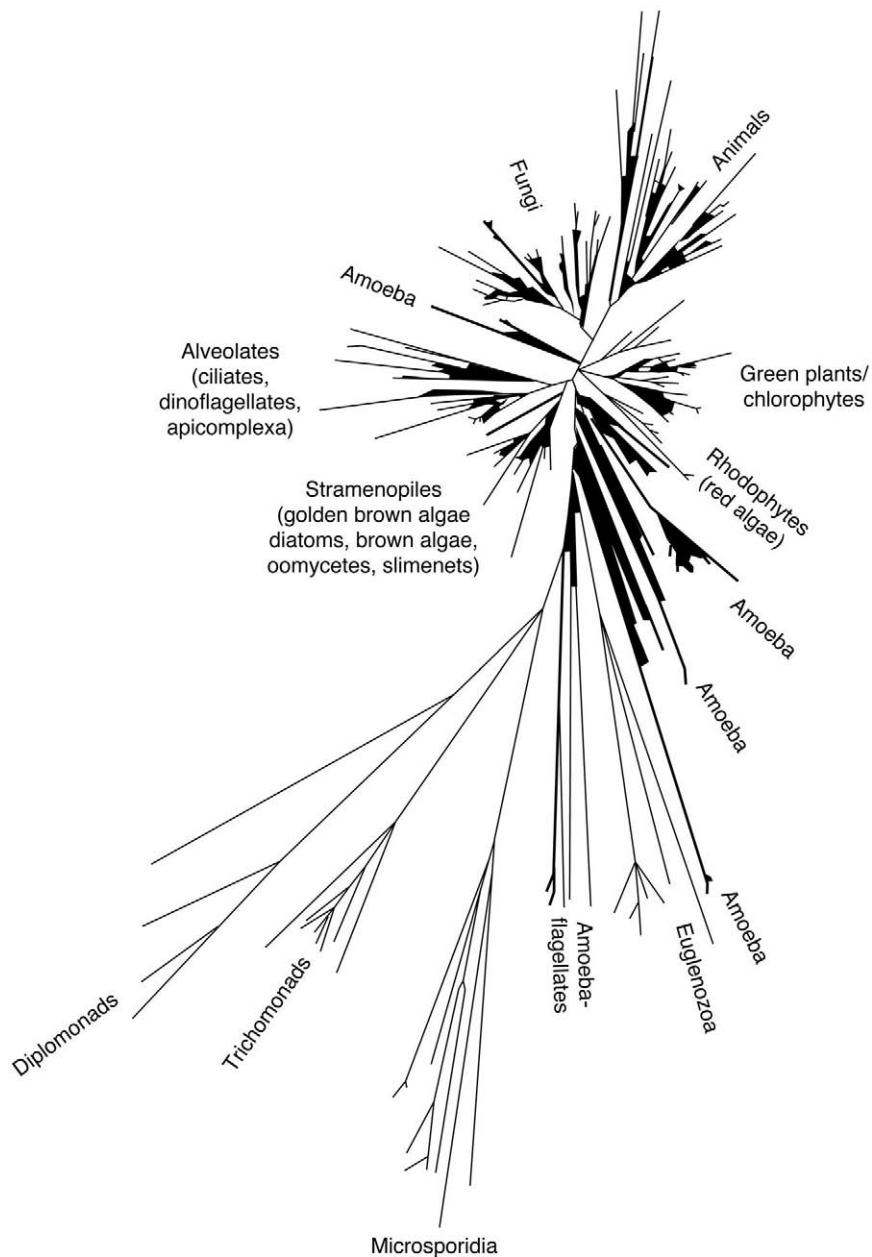 Animals
Fungi
Amoeba
Alveolates
(ciliates,
dinoflagellates,
apicomplexa)
Green plants/
chlorophytes
Rhodophytes
(red algae)
Stramenopiles
(golden brown algae
diatoms, brown algae,
oomycetes, slimenets)
Amoeba
Amoeba
Amoeba
Euglenozoa
Amoeba-
flagellates
Trichomonads
Diplomonads
Microsporidia